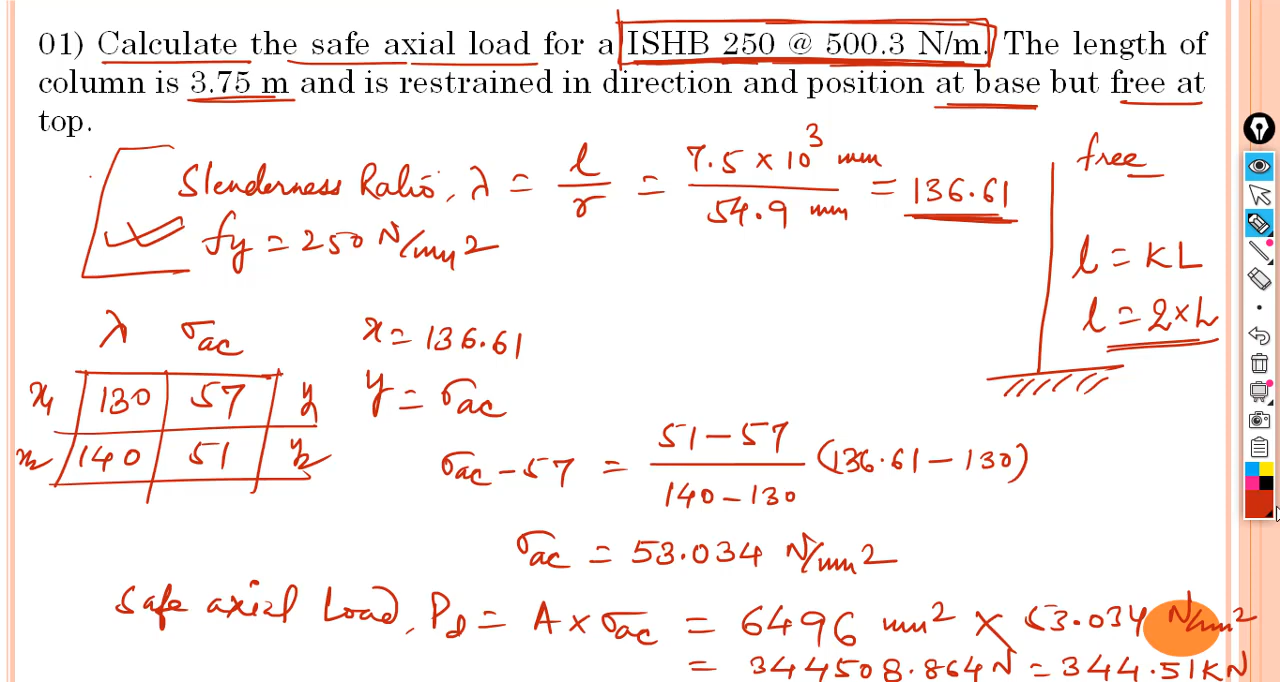 01) Calculate the safe axial load for a ISHB 250 @ 500.3 N/m. The length of
column is 3.75 m and is restrained in direction and position at base but free at
top.
free
Slenderness Ratio, λ = l/r = 7.5 × 10^3 mm / 54.9 mm = 136.61
fy = 250 N/mm2
l = KL
l = 2×L
λ σac
x1 130 57 y1
x2 140 51 y2
x = 136.61
y = σac
σac - 57 = 51 - 57 / 140 - 130 (136.61 - 130)
σac = 53.034 N/mm2
Safe axial Load, Pd = A × σac = 6496 mm2 × 53.034 N/mm2
= 344508.864N = 344.51KN